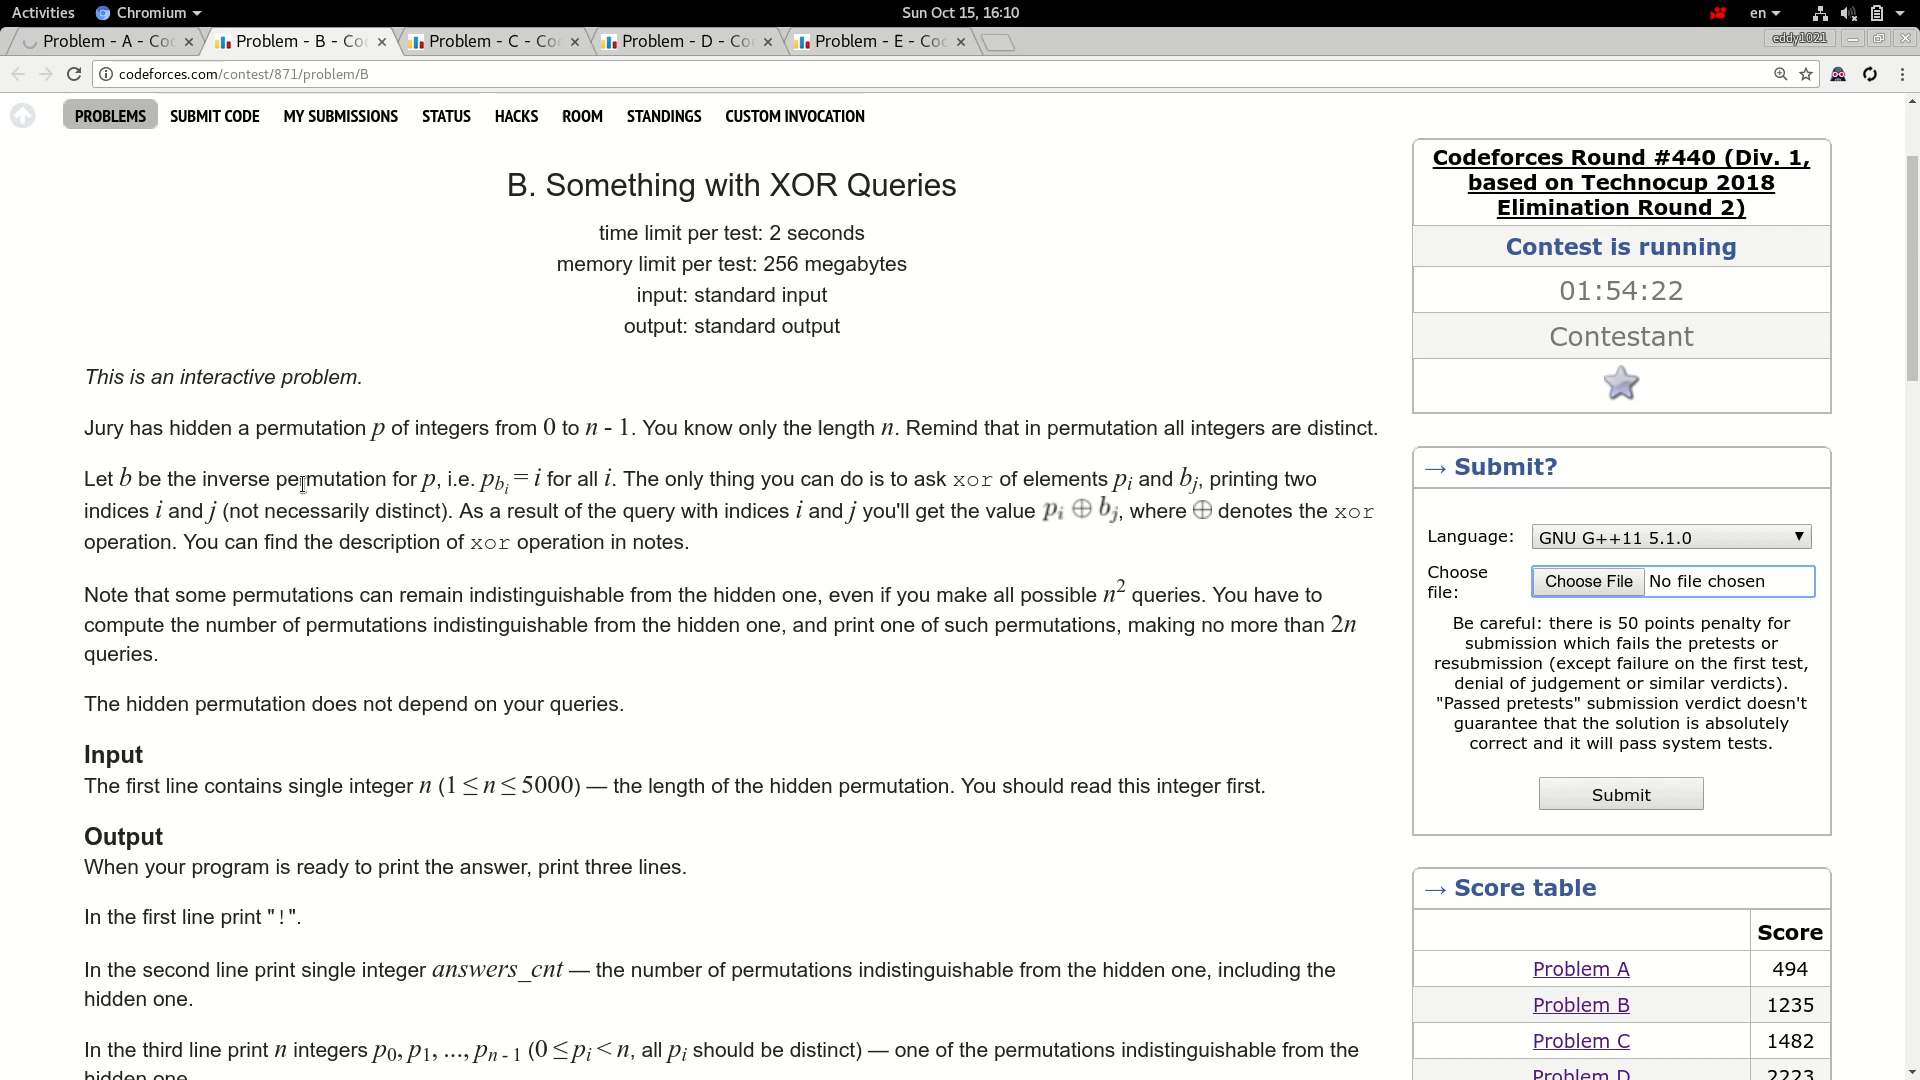 Activities Chromium Sun Oct 15, 16:10 en
Problem - A - Co Problem - B - Co Problem - C - Co Problem - D - Co Problem - E - Co eddy1021
codeforces.com/contest/871/problem/B
PROBLEMS SUBMIT CODE MY SUBMISSIONS STATUS HACKS ROOM STANDINGS CUSTOM INVOCATION
B. Something with XOR Queries
time limit per test: 2 seconds
memory limit per test: 256 megabytes
input: standard input
output: standard output
This is an interactive problem.
Jury has hidden a permutation p of integers from 0 to n - 1. You know only the length n. Remind that in permutation all integers are distinct.
Let b be the inverse permutation for p, i.e. p_{b_i} = i for all i. The only thing you can do is to ask xor of elements p_i and b_j, printing two
indices i and j (not necessarily distinct). As a result of the query with indices i and j you'll get the value p_i ⊕ b_j, where ⊕ denotes the xor
operation. You can find the description of xor operation in notes.
Note that some permutations can remain indistinguishable from the hidden one, even if you make all possible n² queries. You have to
compute the number of permutations indistinguishable from the hidden one, and print one of such permutations, making no more than 2n
queries.
The hidden permutation does not depend on your queries.
Input
The first line contains single integer n (1 ≤ n ≤ 5000) — the length of the hidden permutation. You should read this integer first.
Output
When your program is ready to print the answer, print three lines.
In the first line print "!".
In the second line print single integer answers_cnt — the number of permutations indistinguishable from the hidden one, including the
hidden one.
In the third line print n integers p_0, p_1, ..., p_{n - 1} (0 ≤ p_i < n, all p_i should be distinct) — one of the permutations indistinguishable from the
hidden one.
Codeforces Round #440 (Div. 1,
based on Technocup 2018
Elimination Round 2)
Contest is running
01:54:22
Contestant
→ Submit?
Language: GNU G++11 5.1.0
Choose
file: Choose File No file chosen
Be careful: there is 50 points penalty for
submission which fails the pretests or
resubmission (except failure on the first test,
denial of judgement or similar verdicts).
"Passed pretests" submission verdict doesn't
guarantee that the solution is absolutely
correct and it will pass system tests.
Submit
→ Score table
Score
Problem A 494
Problem B 1235
Problem C 1482
Problem D 2223